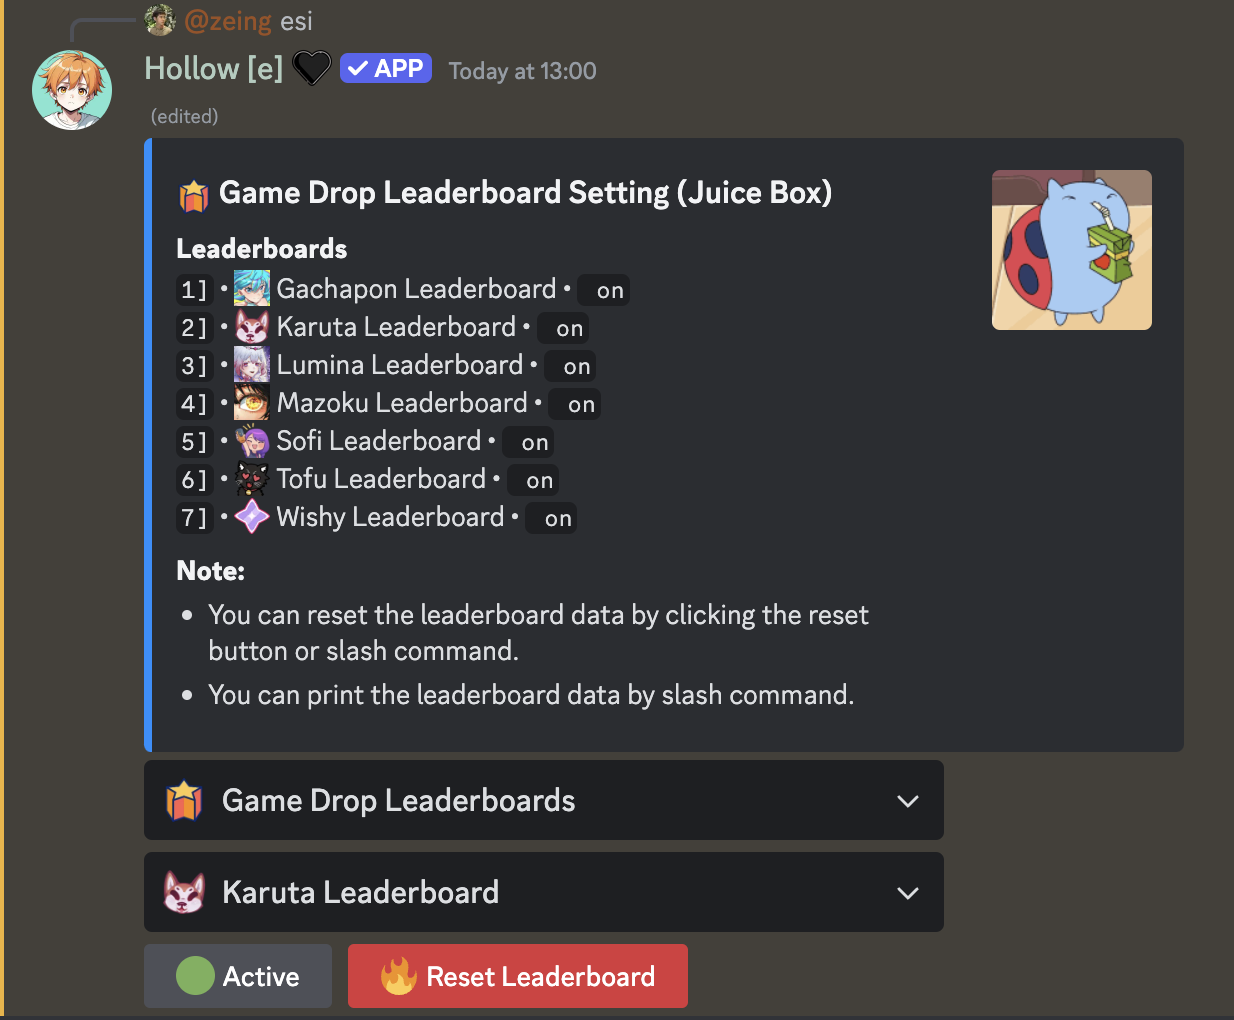 @zeing esi
Hollow [e] 🖤 ✓ APP Today at 13:00
(edited)
Game Drop Leaderboard Setting (Juice Box)
Leaderboards
1] • Gachapon Leaderboard • on
2] • Karuta Leaderboard • on
3] • Lumina Leaderboard • on
4] • Mazoku Leaderboard • on
5] • Sofi Leaderboard • on
6] • Tofu Leaderboard • on
7] • Wishy Leaderboard • on
Note:
• You can reset the leaderboard data by clicking the reset
button or slash command.
• You can print the leaderboard data by slash command.
Game Drop Leaderboards
Karuta Leaderboard
Active
Reset Leaderboard